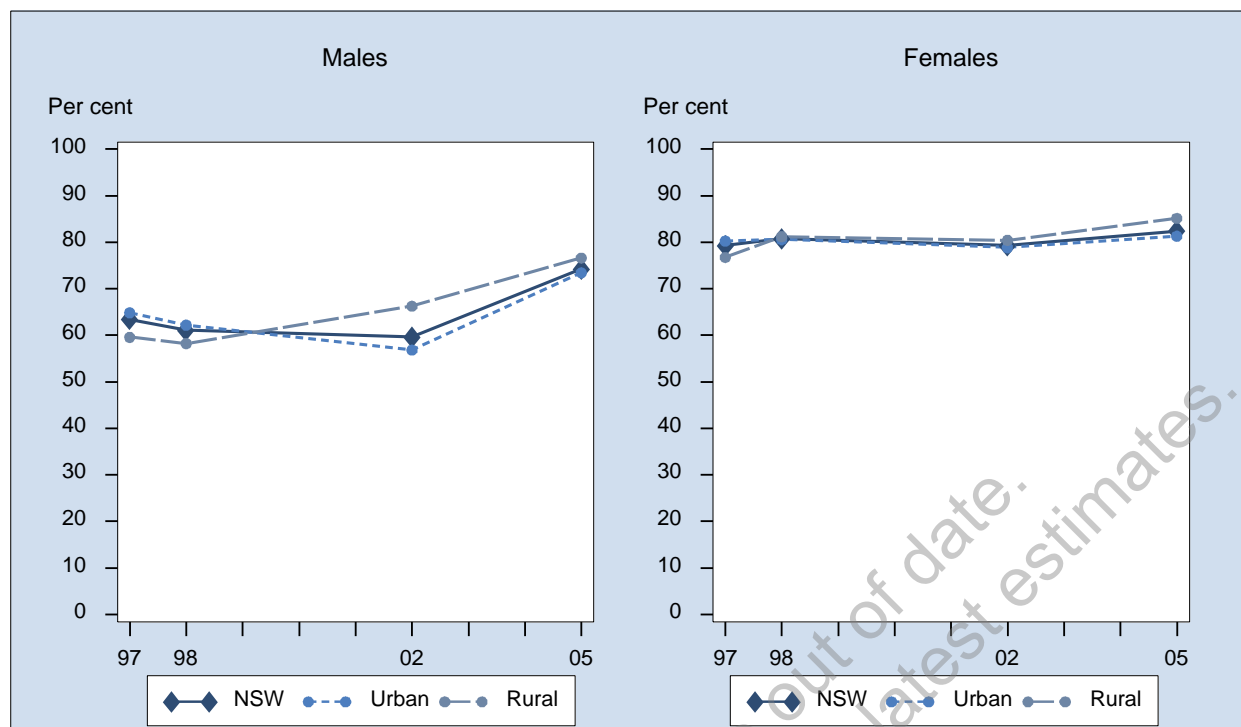 Males
Per cent
100
90
80
70
60
50
40
30
20
10
0
97 98 02 05
NSW Urban Rural
Females
Per cent
100
90
80
70
60
50
40
30
20
10
0
97 98 02 05
NSW Urban Rural
out of date.
latest estimates.